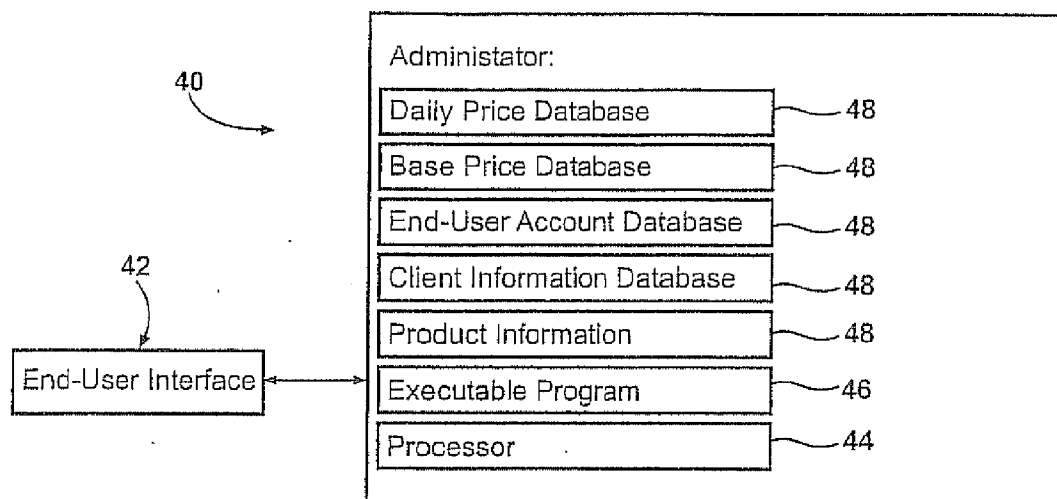 Administator:
40
Daily Price Database 48
Base Price Database 48
End-User Account Database 48
Client Information Database 48
42
Product Information 48
End-User Interface
Executable Program 46
Processor 44